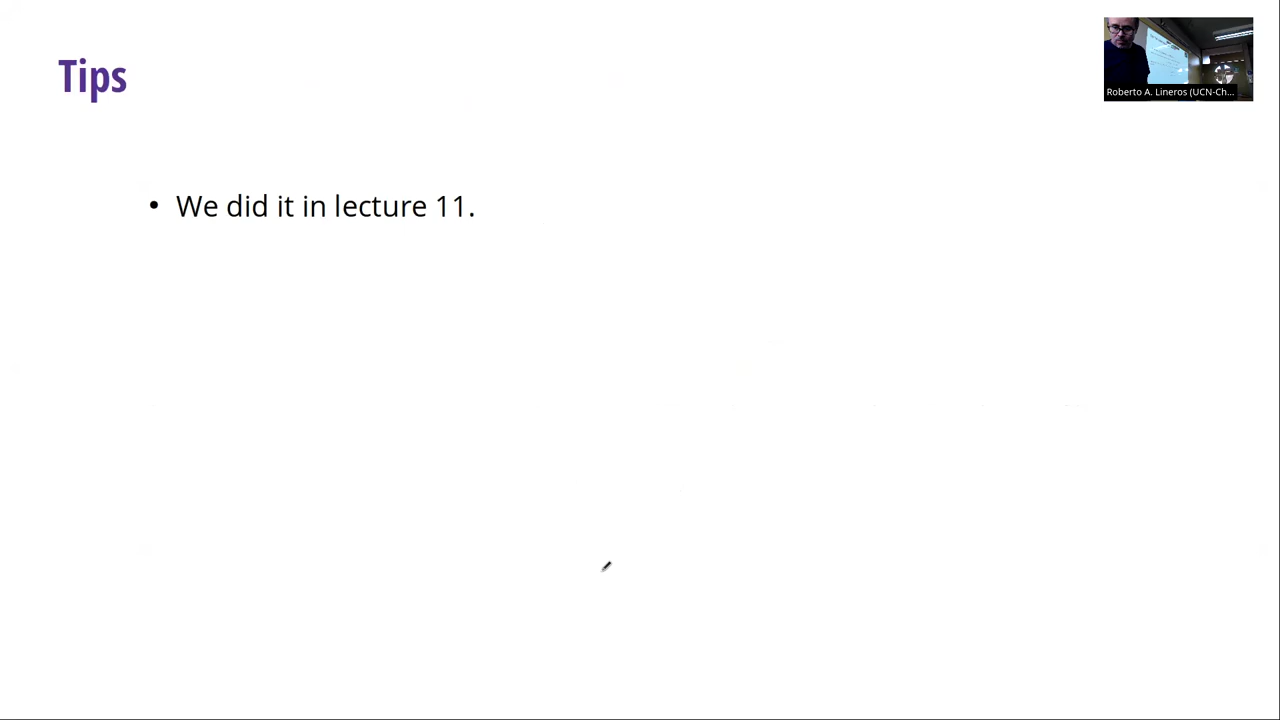 Tips
Roberto A. Lineros (UCN-Ch...
• We did it in lecture 11.